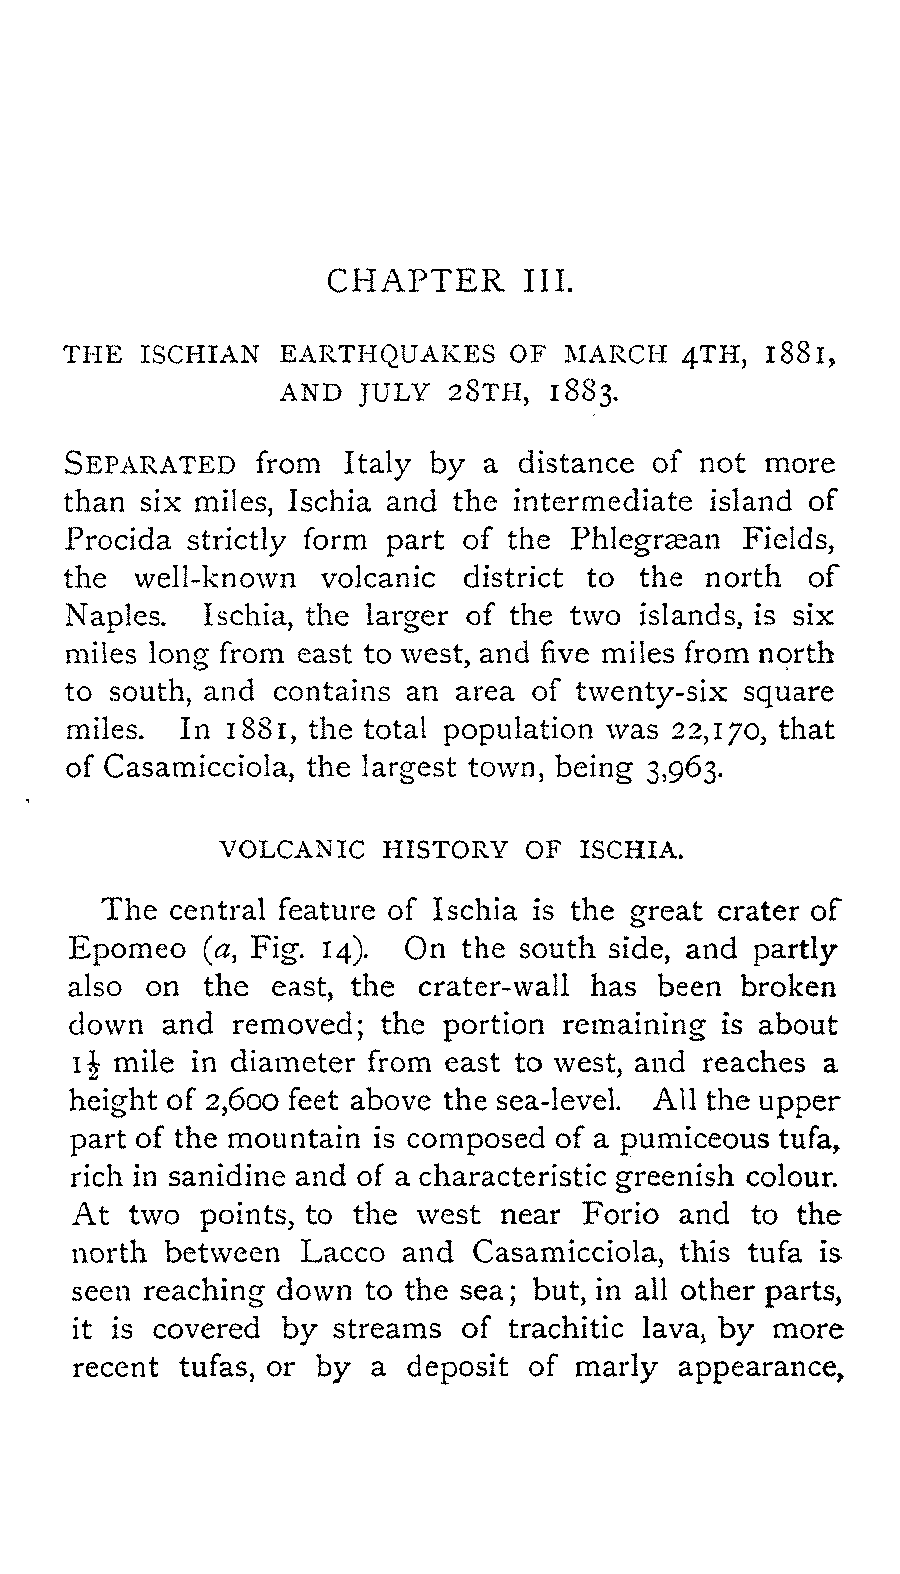 CHAPTER III.
THE ISCHIAN EARTHQUAKES OF MARCH 4TH, 1881,
AND JULY 28TH, 1883.
SEPARATED from Italy by a distance of not more
than six miles, Ischia and the intermediate island of
Procida strictly form part of the Phlegræan Fields,
the well-known volcanic district to the north of
Naples. Ischia, the larger of the two islands, is six
miles long from east to west, and five miles from north
to south, and contains an area of twenty-six square
miles. In 1881, the total population was 22,170, that
of Casamicciola, the largest town, being 3,963.
VOLCANIC HISTORY OF ISCHIA.
The central feature of Ischia is the great crater of
Epomeo (a, Fig. 14). On the south side, and partly
also on the east, the crater-wall has been broken
down and removed; the portion remaining is about
1½ mile in diameter from east to west, and reaches a
height of 2,600 feet above the sea-level. All the upper
part of the mountain is composed of a pumiceous tufa,
rich in sanidine and of a characteristic greenish colour.
At two points, to the west near Forio and to the
north between Lacco and Casamicciola, this tufa is
seen reaching down to the sea; but, in all other parts,
it is covered by streams of trachitic lava, by more
recent tufas, or by a deposit of marly appearance,